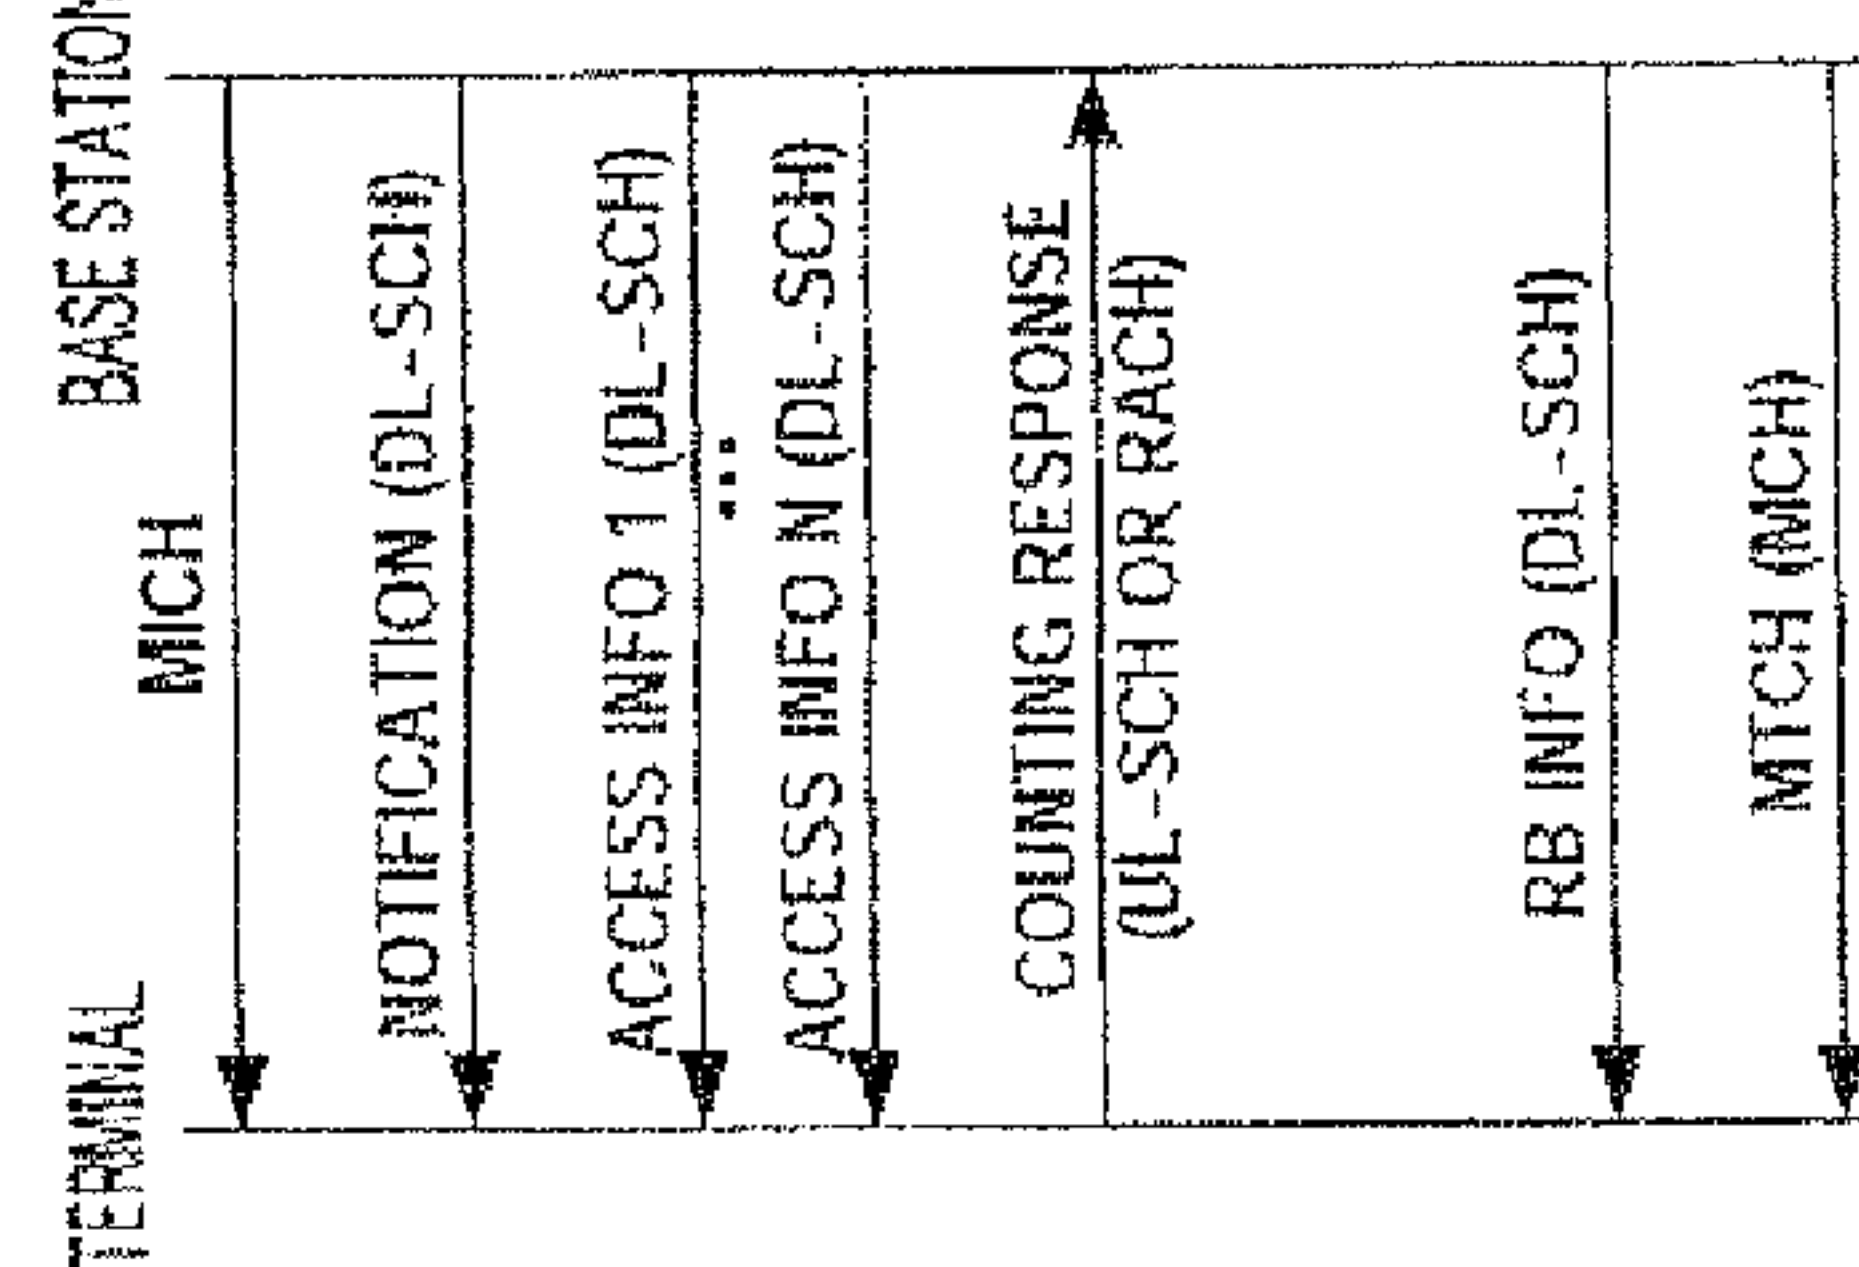 TERMINAL
BASE STATION
MICH
NOTIFICATION (DL-SCH)
ACCESS INFO 1 (DL-SCH)
...
ACCESS INFO N (DL-SCH)
COUNTING RESPONSE
(UL-SCH OR RACH)
RB INFO (DL-SCH)
MTCH (MCH)